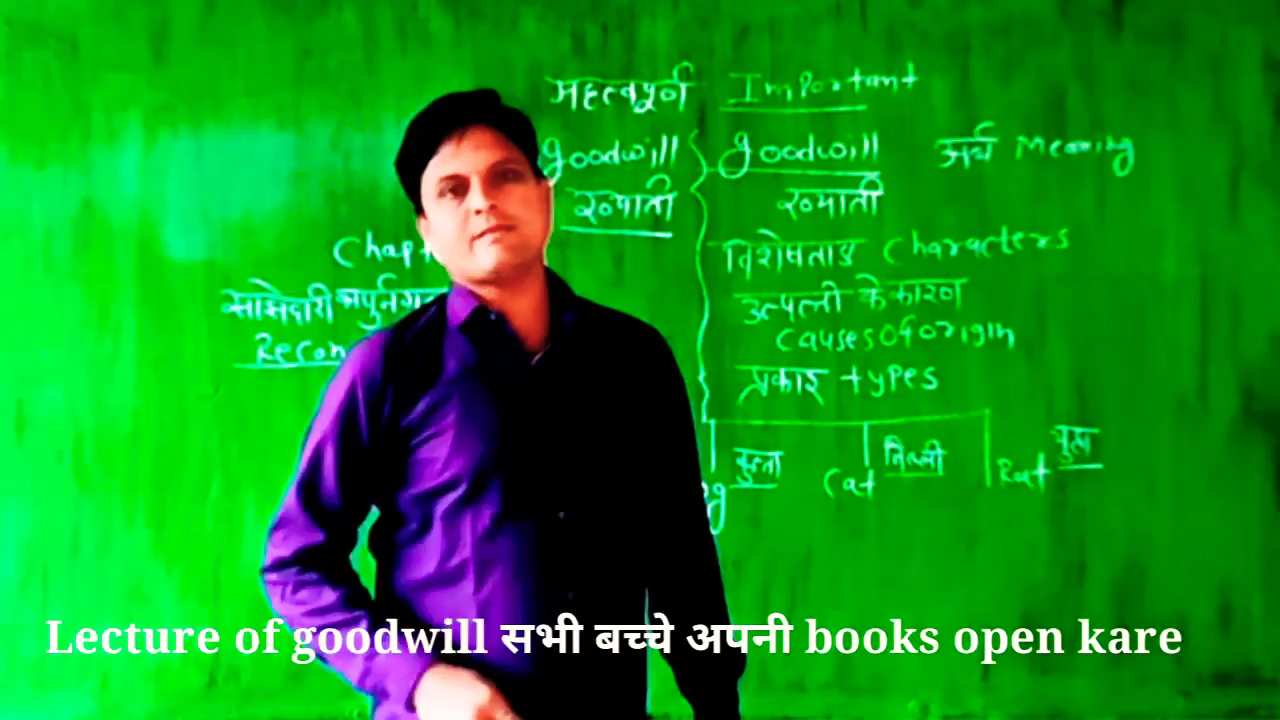 महत्वपूर्ण Important
goodwill
ख्याती
Chapt
साझेदारी का पुर्नग
Recon
goodwill अर्थ Meaning
ख्याती
विशेषताए Characters
उत्पत्ती के कारण
Causes of origin
प्रकार types
कुत्ता Cat बिल्ली Rat चुहा
Lecture of goodwill सभी बच्चे अपनी books open kare